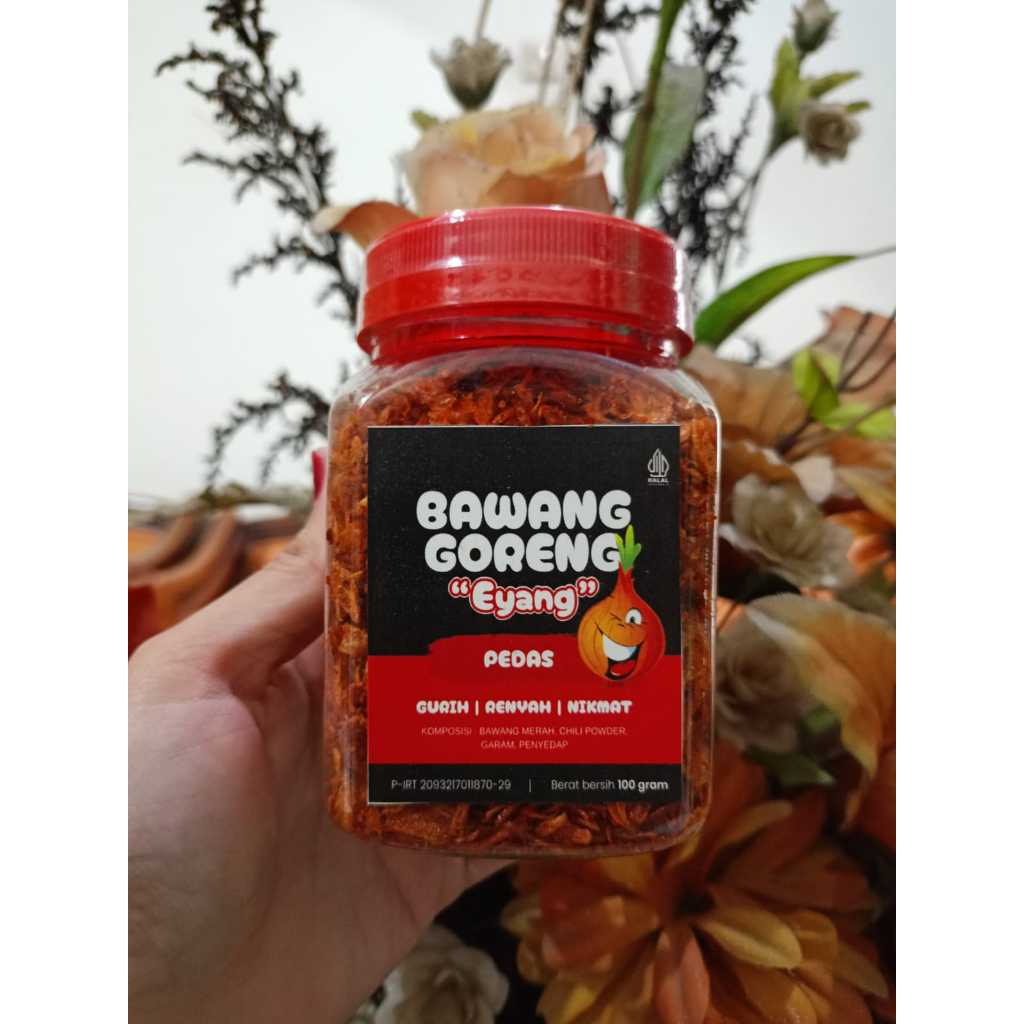 HALAL
BAWANG
GORENG
“Eyang”
PEDAS
GURIH | RENYAH | NIKMAT
KOMPOSISI : BAWANG MERAH, CHILI POWDER,
GARAM, PENYEDAP
P-IRT 2093217011870-29 | Berat bersih 100 gram